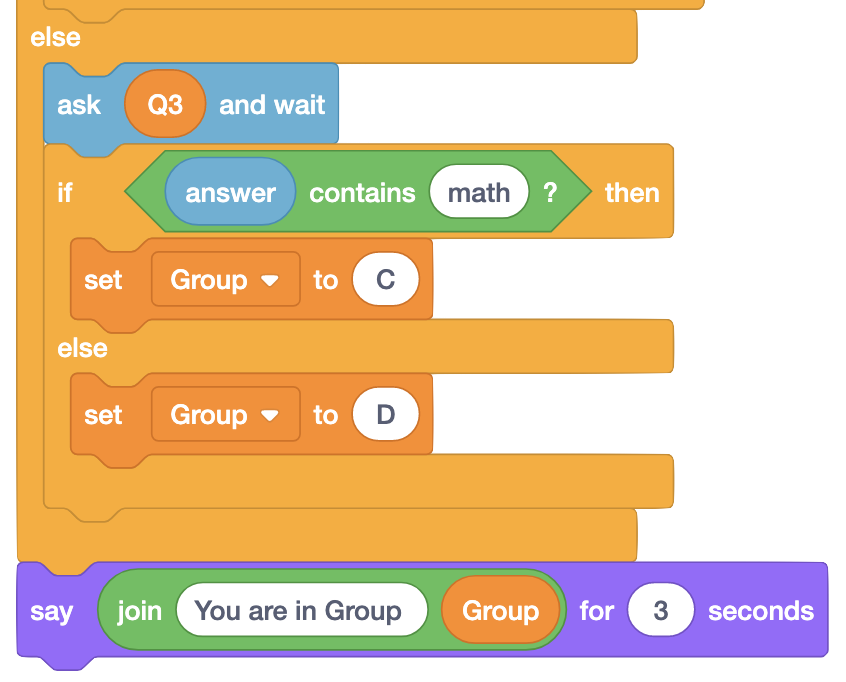 else
ask Q3 and wait
if answer contains math ? then
set Group to C
else
set Group to D
say join You are in Group Group for 3 seconds